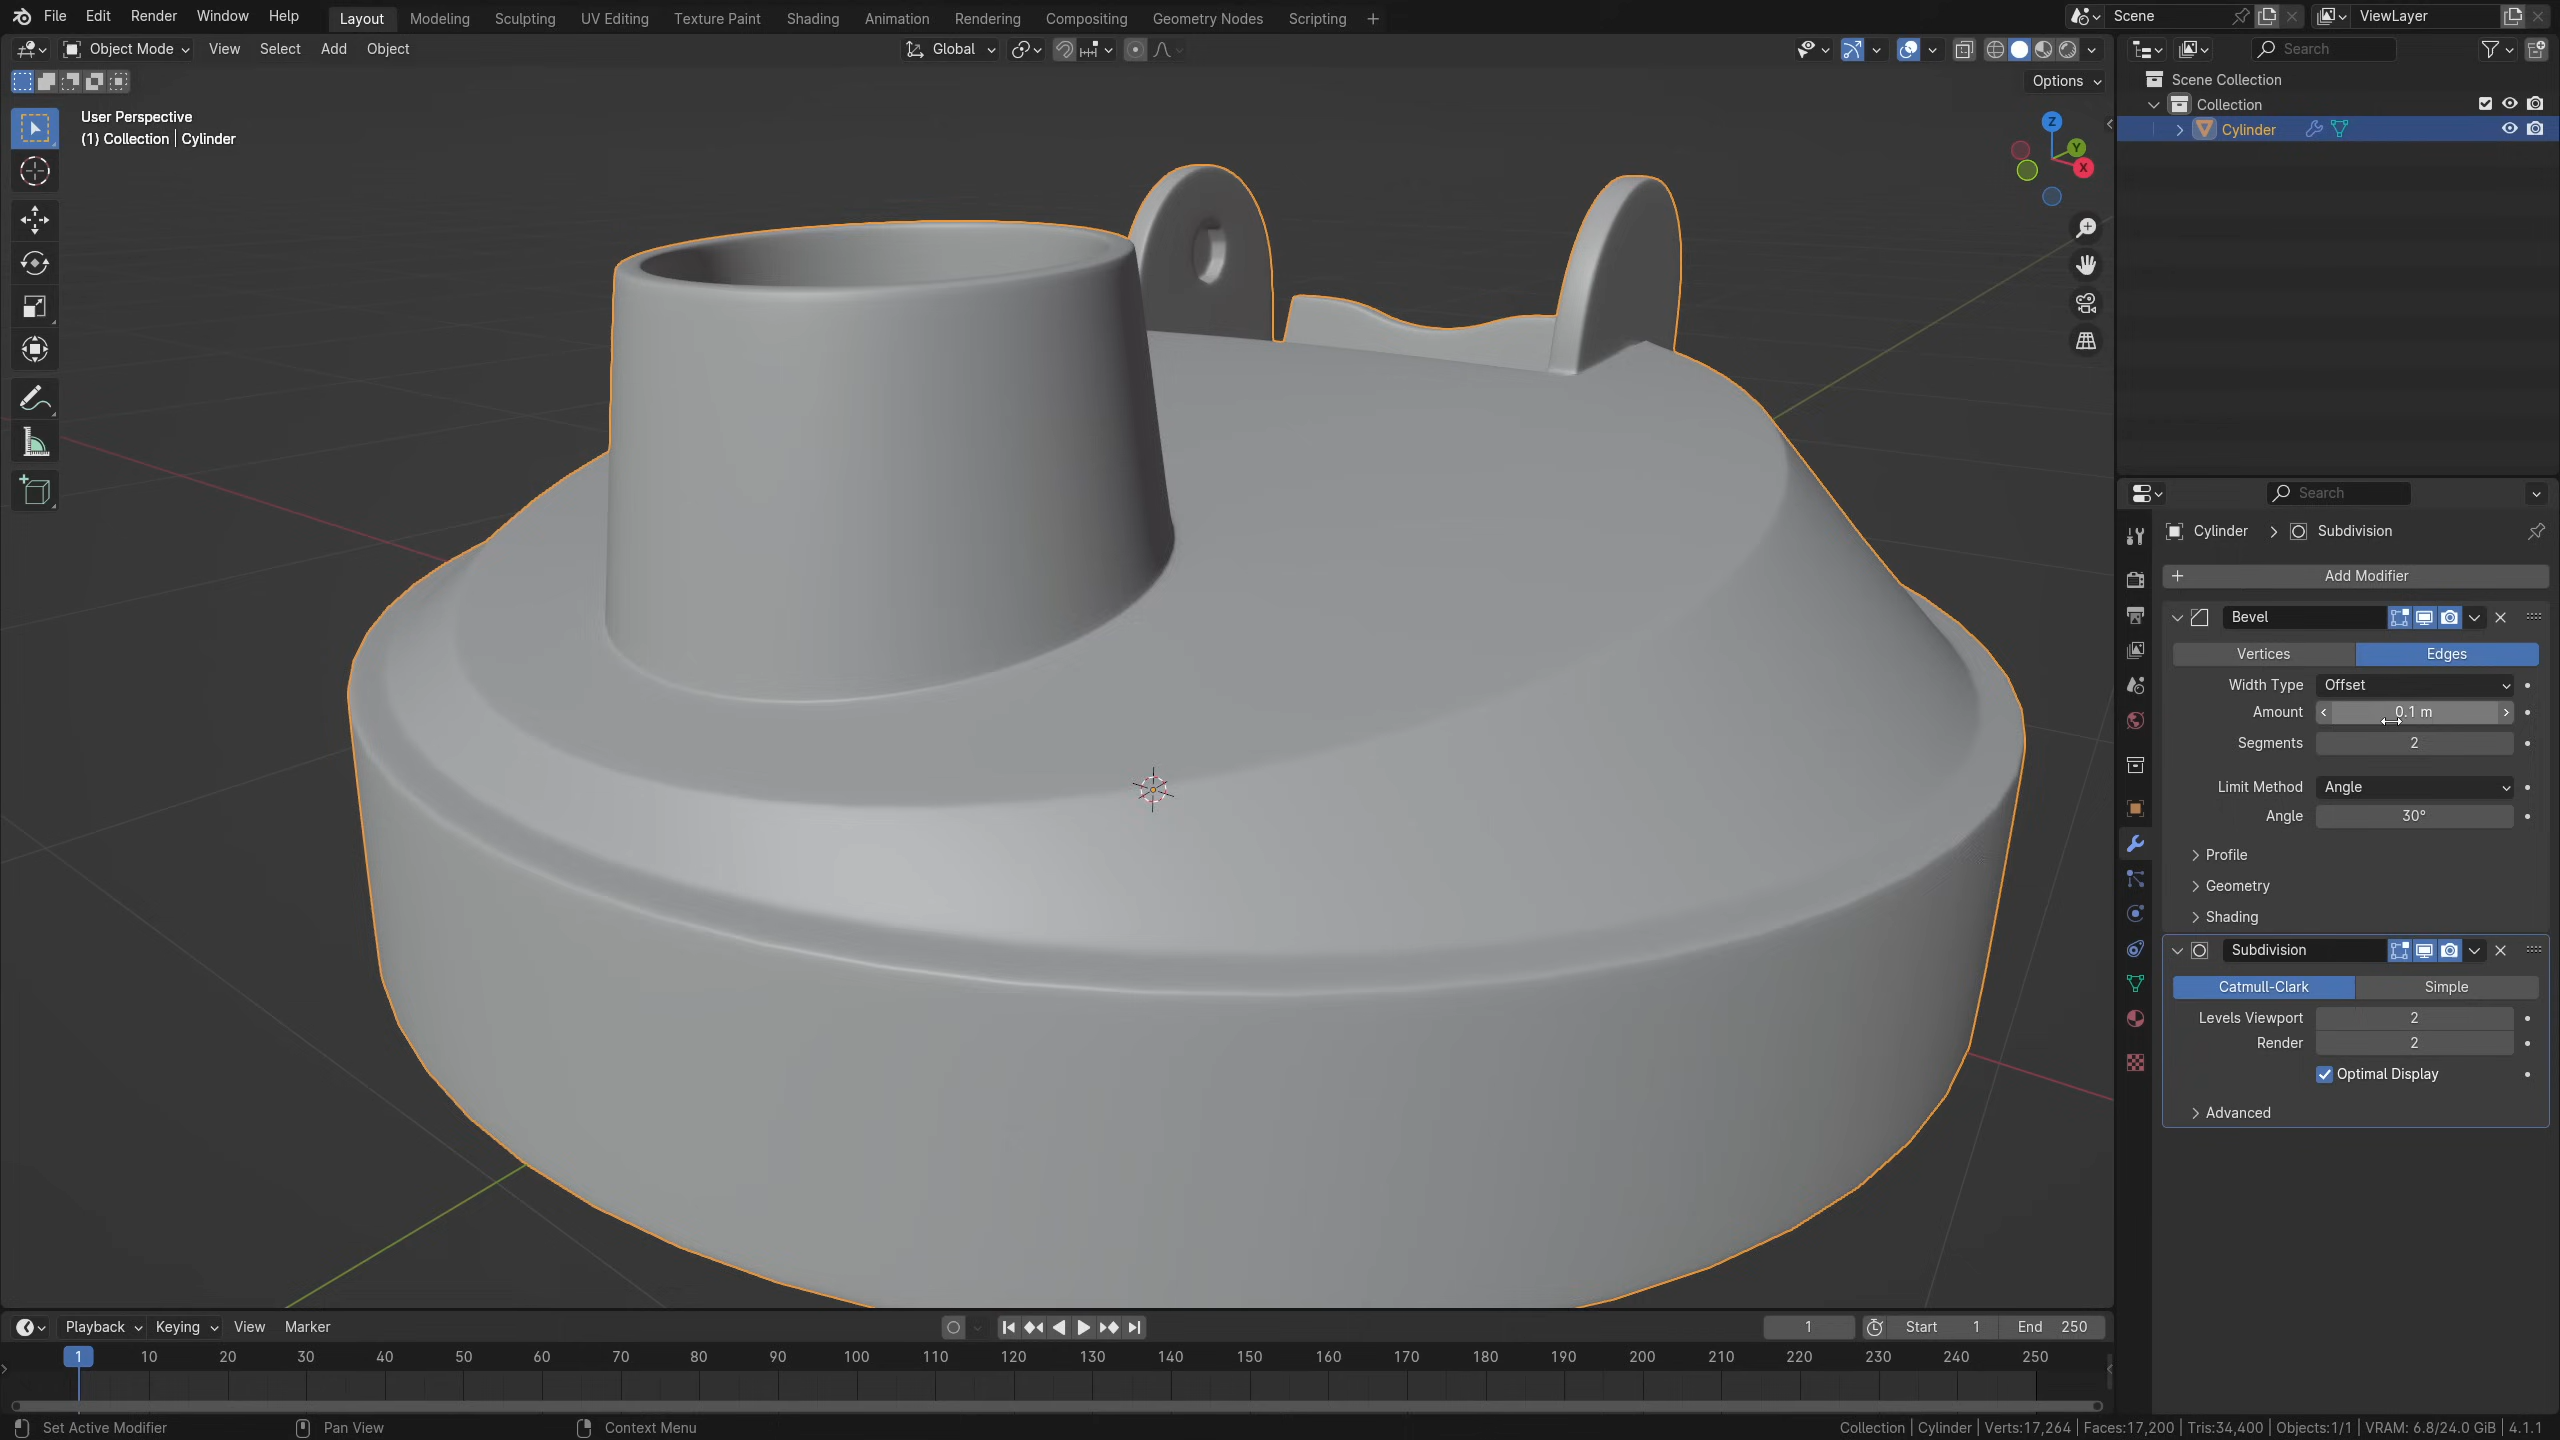 File Edit Render Window Help Layout Modeling Sculpting UV Editing Texture Paint Shading Animation Rendering Compositing Geometry Nodes Scripting + Scene ViewLayer
Object Mode View Select Add Object Global Search
Options
User Perspective
(1) Collection | Cylinder
Z
Y
X
Scene Collection
Collection
Cylinder
Search
Cylinder > Subdivision
+ Add Modifier
Bevel
Vertices Edges
Width Type Offset
Amount 0.1 m
Segments 2
Limit Method Angle
Angle 30°
Profile
Geometry
Shading
Subdivision
Catmull-Clark Simple
Levels Viewport 2
Render 2
Optimal Display
Advanced
Playback Keying View Marker 1 Start 1 End 250
1 10 20 30 40 50 60 70 80 90 100 110 120 130 140 150 160 170 180 190 200 210 220 230 240 250
Set Active Modifier Pan View Context Menu Collection | Cylinder | Verts:17,264 | Faces:17,200 | Tris:34,400 | Objects:1/1 | VRAM: 6.8/24.0 GiB | 4.1.1